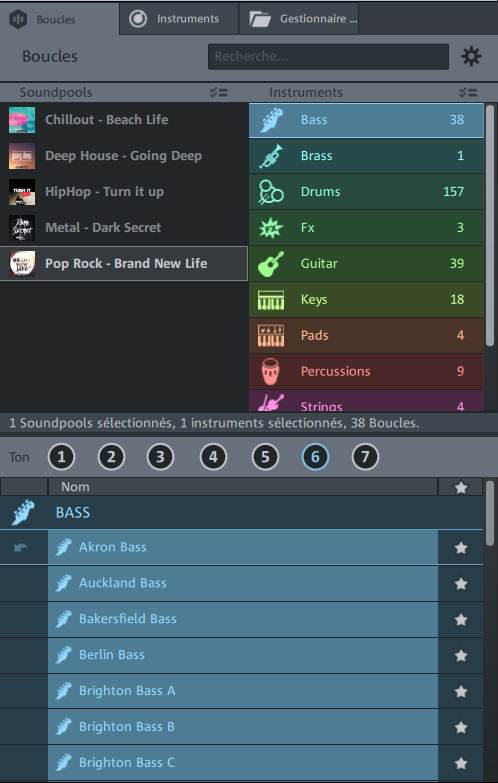 Boucles Instruments Gestionnaire ...
Boucles Recherche...
Soundpools Instruments
Chillout - Beach Life Bass 38
Deep House - Going Deep Brass 1
HipHop - Turn it up Drums 157
Metal - Dark Secret Fx 3
Pop Rock - Brand New Life Guitar 39
Keys 18
Pads 4
Percussions 9
Strings 4
1 Soundpools sélectionnés, 1 instruments sélectionnés, 38 Boucles.
Ton 1 2 3 4 5 6 7
Nom
BASS
Akron Bass
Auckland Bass
Bakersfield Bass
Berlin Bass
Brighton Bass A
Brighton Bass B
Brighton Bass C